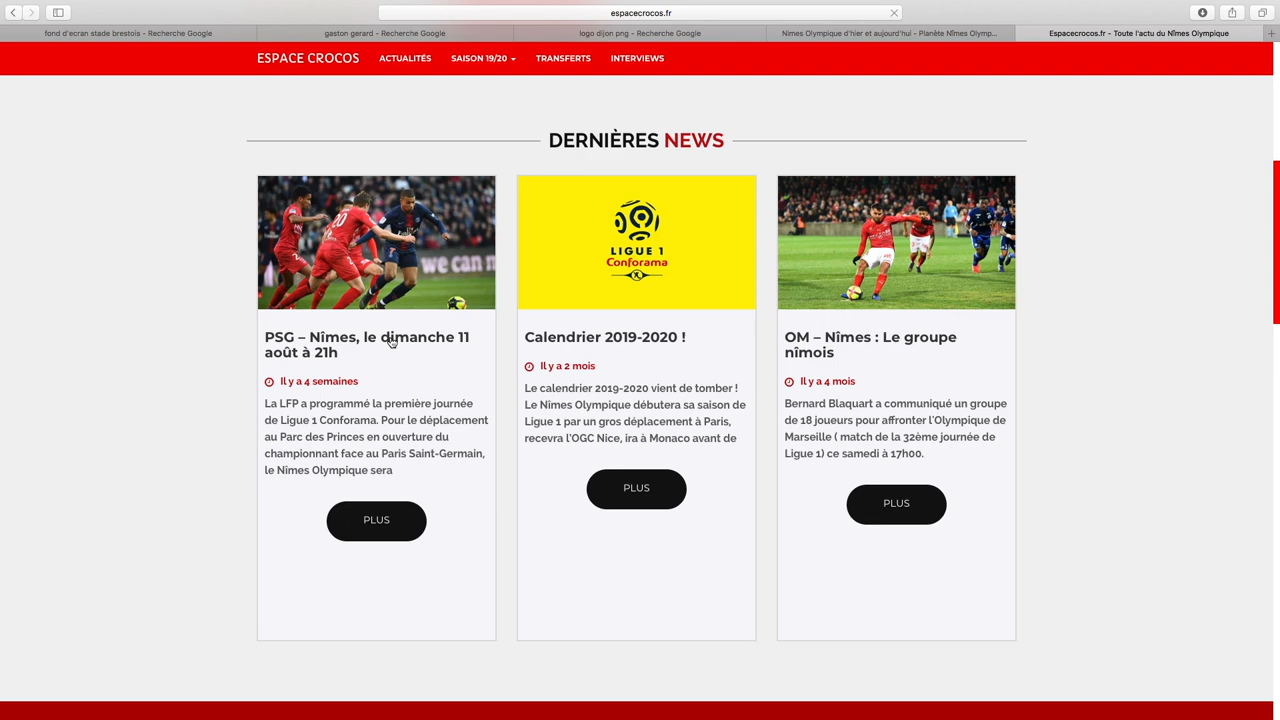 espacecrocos.fr
fond d'ecran stade brestois - Recherche Google
gaston gerard - Recherche Google
logo dijon png - Recherche Google
Nimes Olympique d'hier et aujourd'hui - Planète Nîmes Olymp...
Espacecrocos.fr - Toute l'actu du Nîmes Olympique
ESPACE CROCOS
ACTUALITÉS
SAISON 19/20
TRANSFERTS
INTERVIEWS
DERNIÈRES NEWS
20
we can n
PSG – Nîmes, le dimanche 11
août à 21h
Il y a 4 semaines
La LFP a programmé la première journée
de Ligue 1 Conforama. Pour le déplacement
au Parc des Princes en ouverture du
championnant face au Paris Saint-Germain,
le Nimes Olympique sera
PLUS
LIGUE 1
Conforama
Calendrier 2019-2020 !
Il y a 2 mois
Le calendrier 2019-2020 vient de tomber !
Le Nîmes Olympique débutera sa saison de
Ligue 1 par un gros déplacement à Paris,
recevra l'OGC Nice, ira à Monaco avant de
PLUS
OM – Nîmes : Le groupe
nîmois
Il y a 4 mois
Bernard Blaquart a communiqué un groupe
de 18 joueurs pour affronter l'Olympique de
Marseille ( match de la 32ème journée de
Ligue 1) ce samedi à 17h00.
PLUS